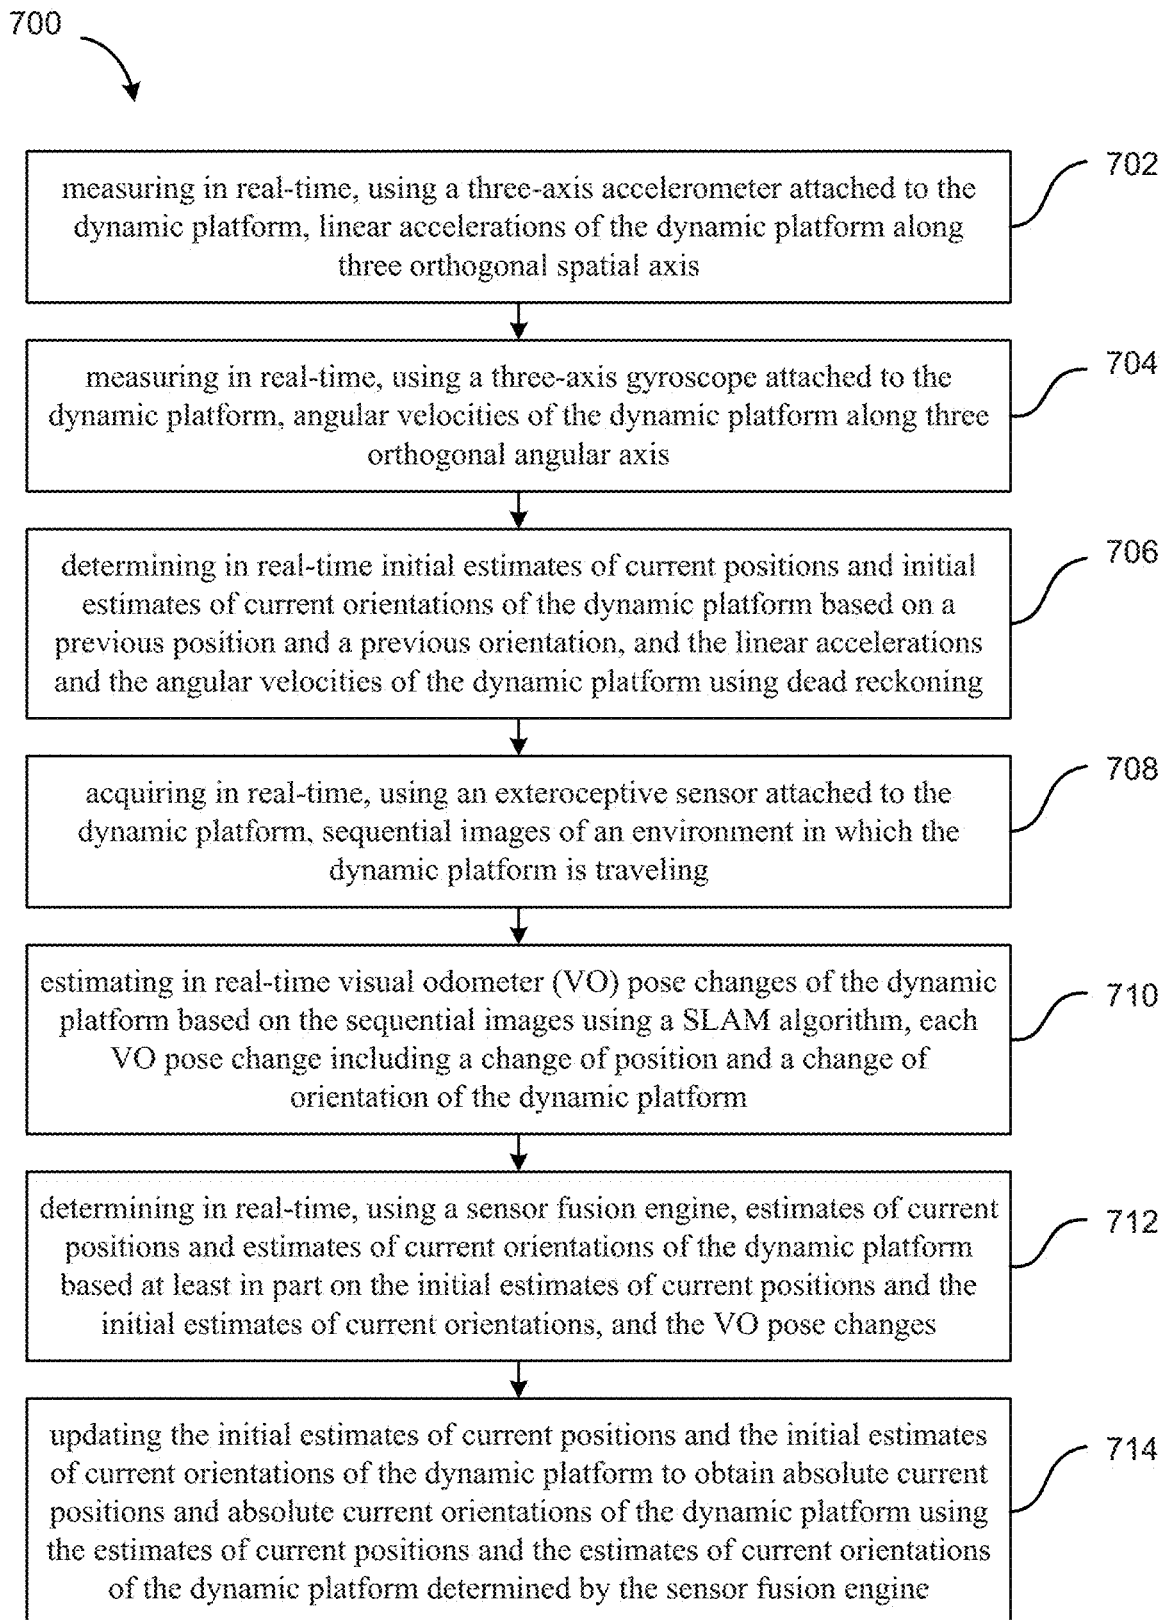 700
702
measuring in real-time, using a three-axis accelerometer attached to the
dynamic platform, linear accelerations of the dynamic platform along
three orthogonal spatial axis
704
measuring in real-time, using a three-axis gyroscope attached to the
dynamic platform, angular velocities of the dynamic platform along three
orthogonal angular axis
706
determining in real-time initial estimates of current positions and initial
estimates of current orientations of the dynamic platform based on a
previous position and a previous orientation, and the linear accelerations
and the angular velocities of the dynamic platform using dead reckoning
708
acquiring in real-time, using an exteroceptive sensor attached to the
dynamic platform, sequential images of an environment in which the
dynamic platform is traveling
710
estimating in real-time visual odometer (VO) pose changes of the dynamic
platform based on the sequential images using a SLAM algorithm, each
VO pose change including a change of position and a change of
orientation of the dynamic platform
712
determining in real-time, using a sensor fusion engine, estimates of current
positions and estimates of current orientations of the dynamic platform
based at least in part on the initial estimates of current positions and the
initial estimates of current orientations, and the VO pose changes
714
updating the initial estimates of current positions and the initial estimates
of current orientations of the dynamic platform to obtain absolute current
positions and absolute current orientations of the dynamic platform using
the estimates of current positions and the estimates of current orientations
of the dynamic platform determined by the sensor fusion engine